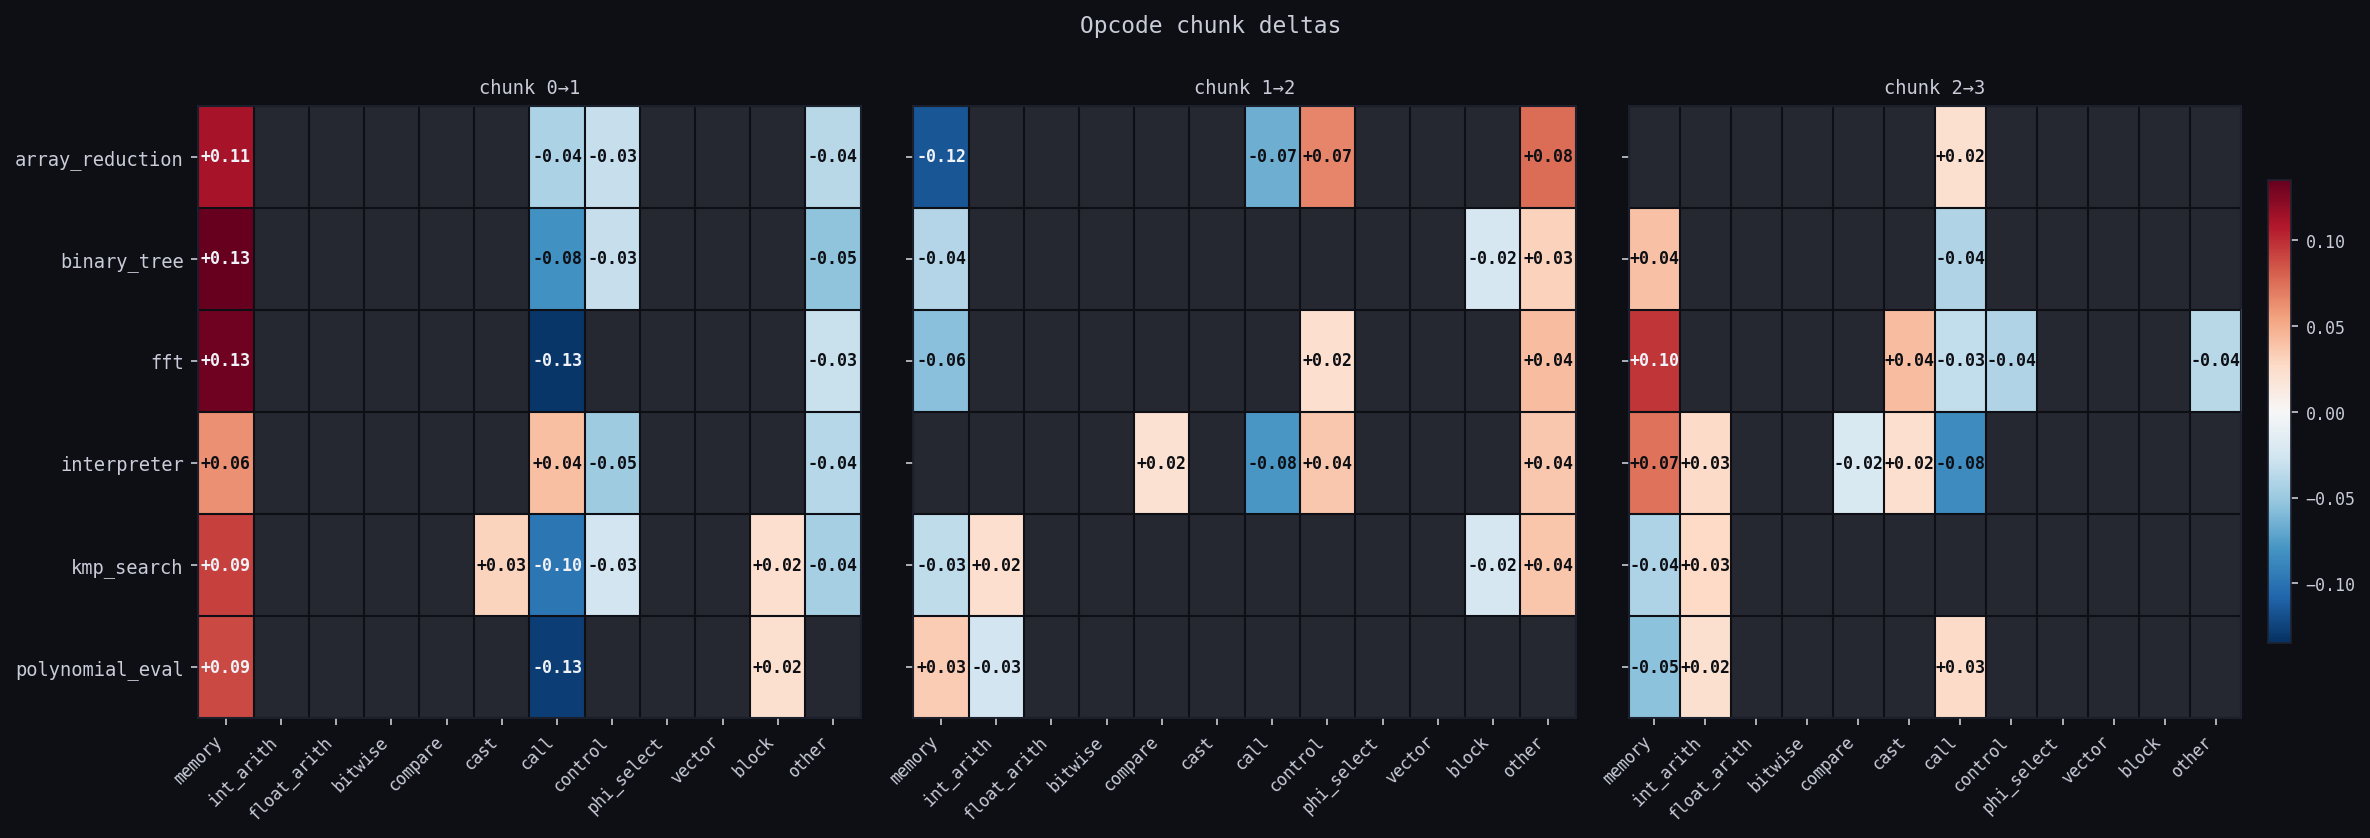 Opcode chunk deltas
chunk 0→1
chunk 1→2
chunk 2→3
array_reduction +0.11 -0.04 -0.03 -0.04 -0.12 -0.07 +0.07 +0.08 +0.02
binary_tree +0.13 -0.08 -0.03 -0.05 -0.04 -0.02 +0.03 +0.04 -0.04
fft +0.13 -0.13 -0.03 -0.06 +0.02 +0.04 +0.10 +0.04 -0.03 -0.04 -0.04
interpreter +0.06 +0.04 -0.05 -0.04 +0.02 -0.08 +0.04 +0.04 +0.07 +0.03 -0.02 +0.02 -0.08
kmp_search +0.09 +0.03 -0.10 -0.03 +0.02 -0.04 -0.03 +0.02 -0.02 +0.04 -0.04 +0.03
polynomial_eval +0.09 -0.13 +0.02 +0.03 -0.03 -0.05 +0.02 +0.03
memory int_arith float_arith bitwise compare cast call control phi_select vector block other
memory int_arith float_arith bitwise compare cast call control phi_select vector block other
memory int_arith float_arith bitwise compare cast call control phi_select vector block other
0.10
0.05
0.00
−0.05
−0.10